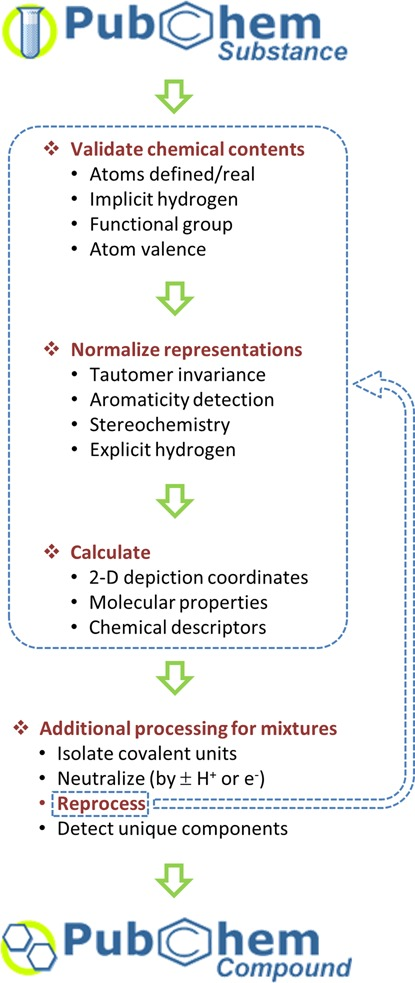 PubChem
Substance
❖ Validate chemical contents
• Atoms defined/real
• Implicit hydrogen
• Functional group
• Atom valence
❖ Normalize representations
• Tautomer invariance
• Aromaticity detection
• Stereochemistry
• Explicit hydrogen
❖ Calculate
• 2-D depiction coordinates
• Molecular properties
• Chemical descriptors
❖ Additional processing for mixtures
• Isolate covalent units
• Neutralize (by ± H⁺ or e⁻)
• Reprocess
• Detect unique components
PubChem
Compound